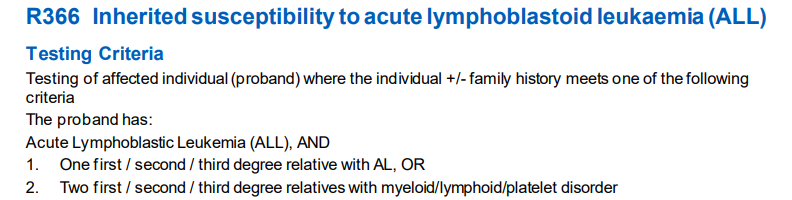 R366 Inherited susceptibility to acute lymphoblastoid leukaemia (ALL)
Testing Criteria
Testing of affected individual (proband) where the individual +/- family history meets one of the following
criteria
The proband has:
Acute Lymphoblastic Leukemia (ALL), AND
1. One first / second / third degree relative with AL, OR
2. Two first / second / third degree relatives with myeloid/lymphoid/platelet disorder